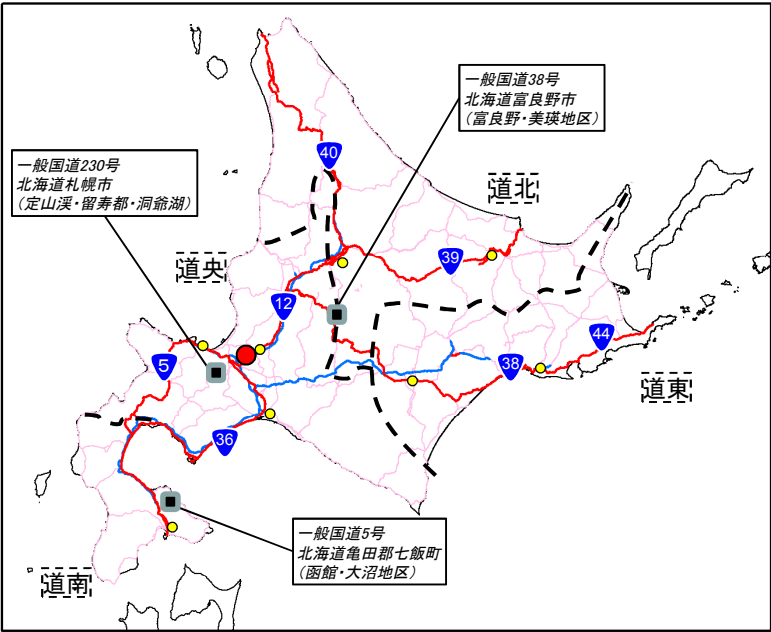 一般国道38号
北海道富良野市
(富良野・美瑛地区)
一般国道230号
北海道札幌市
(定山渓・留寿都・洞爺湖)
40
道北
道央
39
12
44
5
38
道東
36
一般国道5号
北海道亀田郡七飯町
(函館・大沼地区)
道南